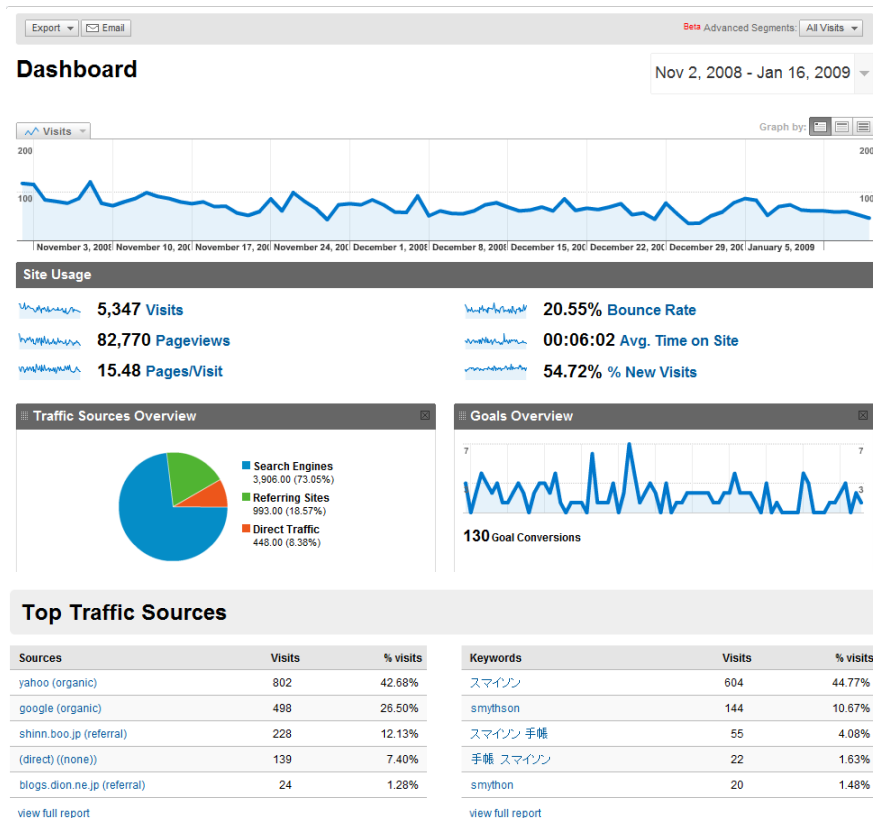 Export Email Beta Advanced Segments: All Visits
Dashboard
Nov 2, 2008 - Jan 16, 2009
Visits Graph by:
200 200
100 100
November 3, 2008 November 10, 200 November 17, 200 November 24, 200 December 1, 2008 December 8, 2008 December 15, 200 December 22, 200 December 29, 200 January 5, 2009
Site Usage
5,347 Visits 20.55% Bounce Rate
82,770 Pageviews 00:06:02 Avg. Time on Site
15.48 Pages/Visit 54.72% % New Visits
Traffic Sources Overview Goals Overview
7 7
Search Engines
3,906.00 (73.05%)
3
Referring Sites
993.00 (18.57%)
Direct Traffic
448.00 (8.38%)
130 Goal Conversions
Top Traffic Sources
Sources Visits % visits Keywords Visits % visits
yahoo (organic) 802 42.68% スマイソン 604 44.77%
google (organic) 498 26.50% smythson 144 10.67%
shinn.boo.jp (referral) 228 12.13% スマイソン 手帳 55 4.08%
(direct) ((none)) 139 7.40% 手帳 スマイソン 22 1.63%
blogs.dion.ne.jp (referral) 24 1.28% smython 20 1.48%
view full report view full report